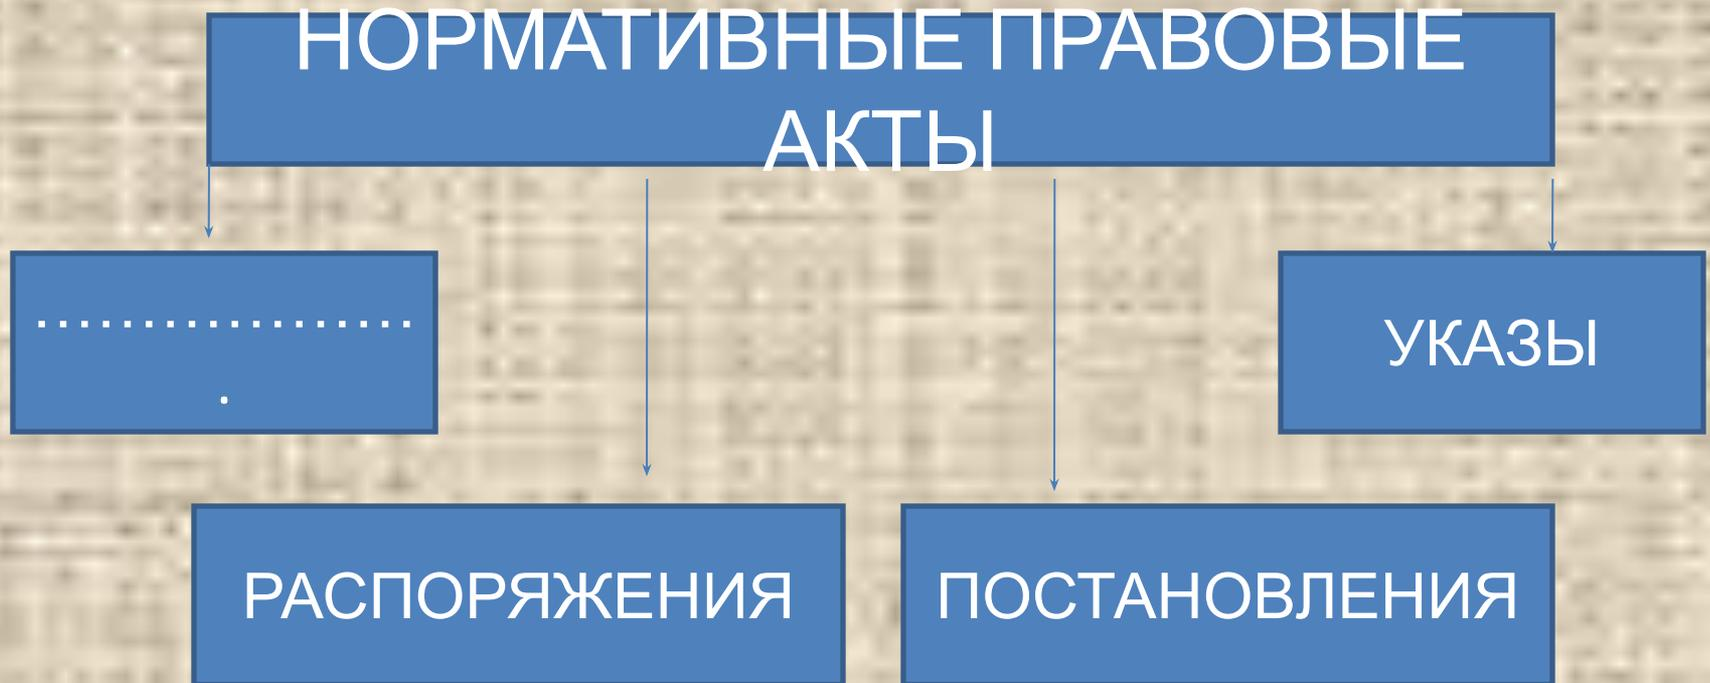 НОРМАТИВНЫЕ ПРАВОВЫЕ
АКТЫ
..................
.
УКАЗЫ
РАСПОРЯЖЕНИЯ
ПОСТАНОВЛЕНИЯ